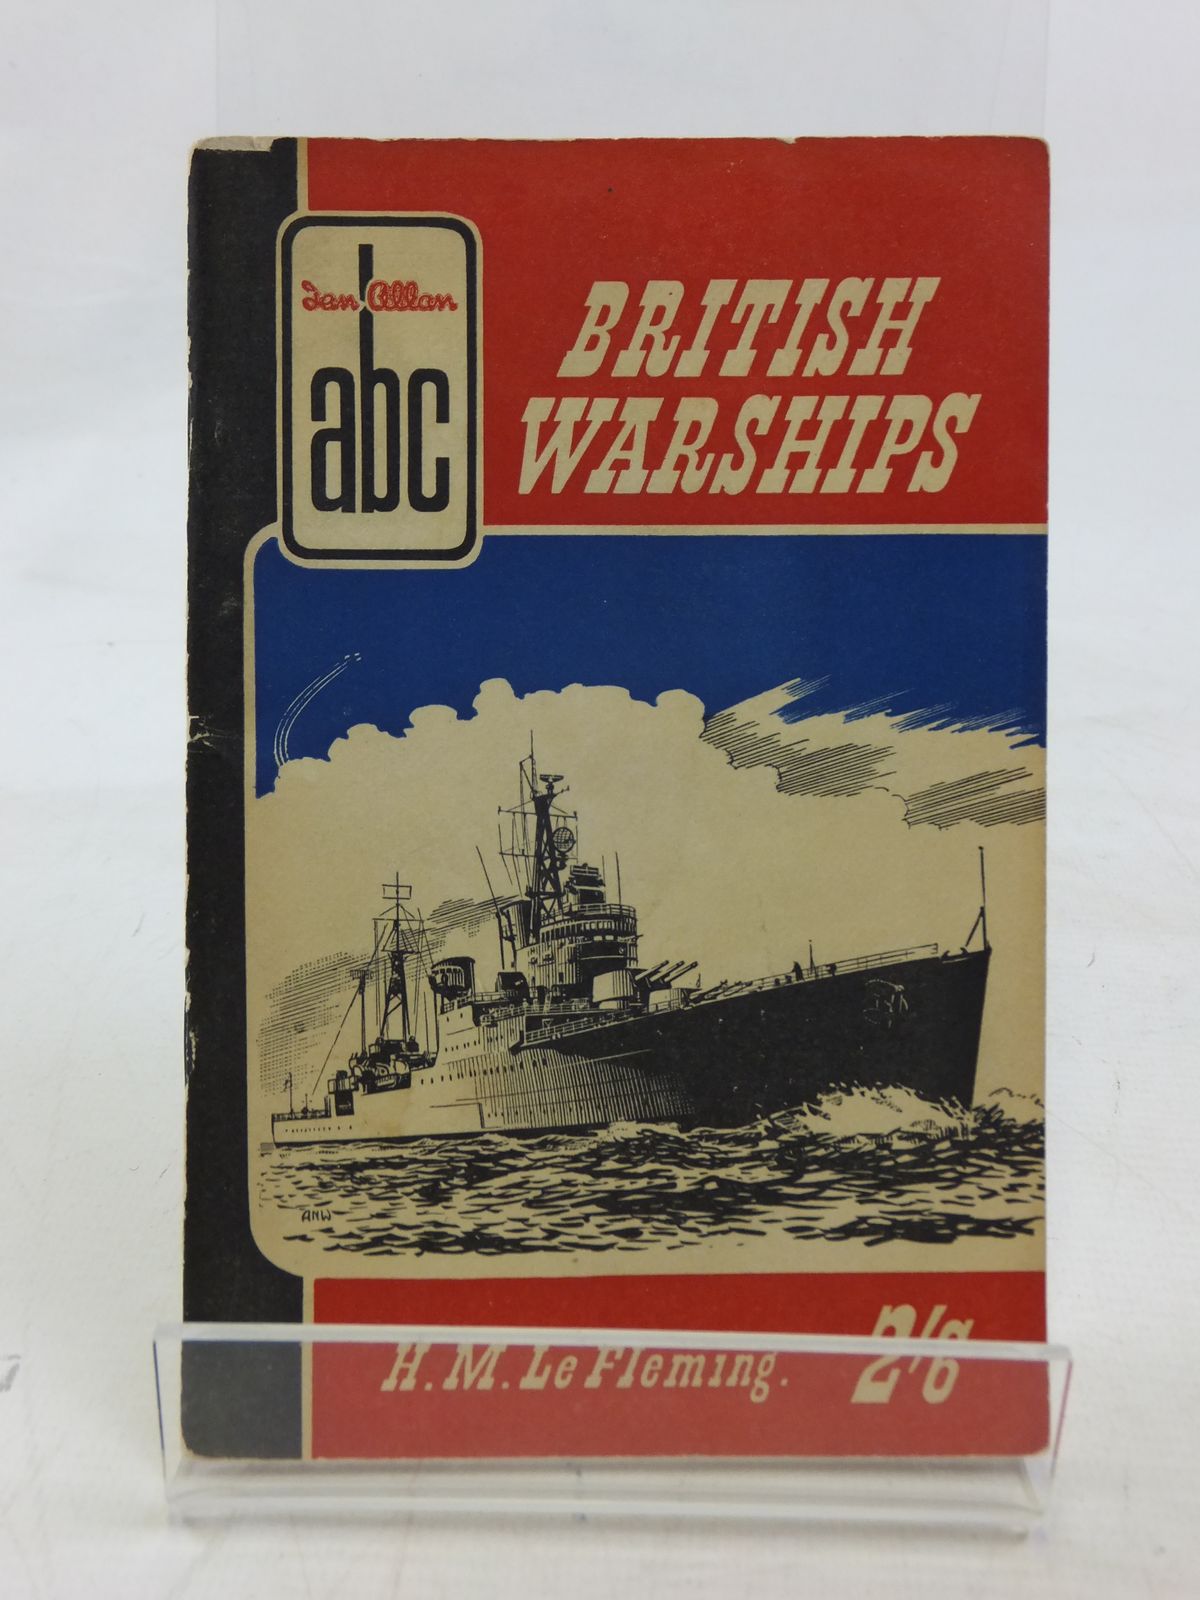 Ian Allan
abc
BRITISH
WARSHIPS
ANW
H. M. Le Fleming.
2/6